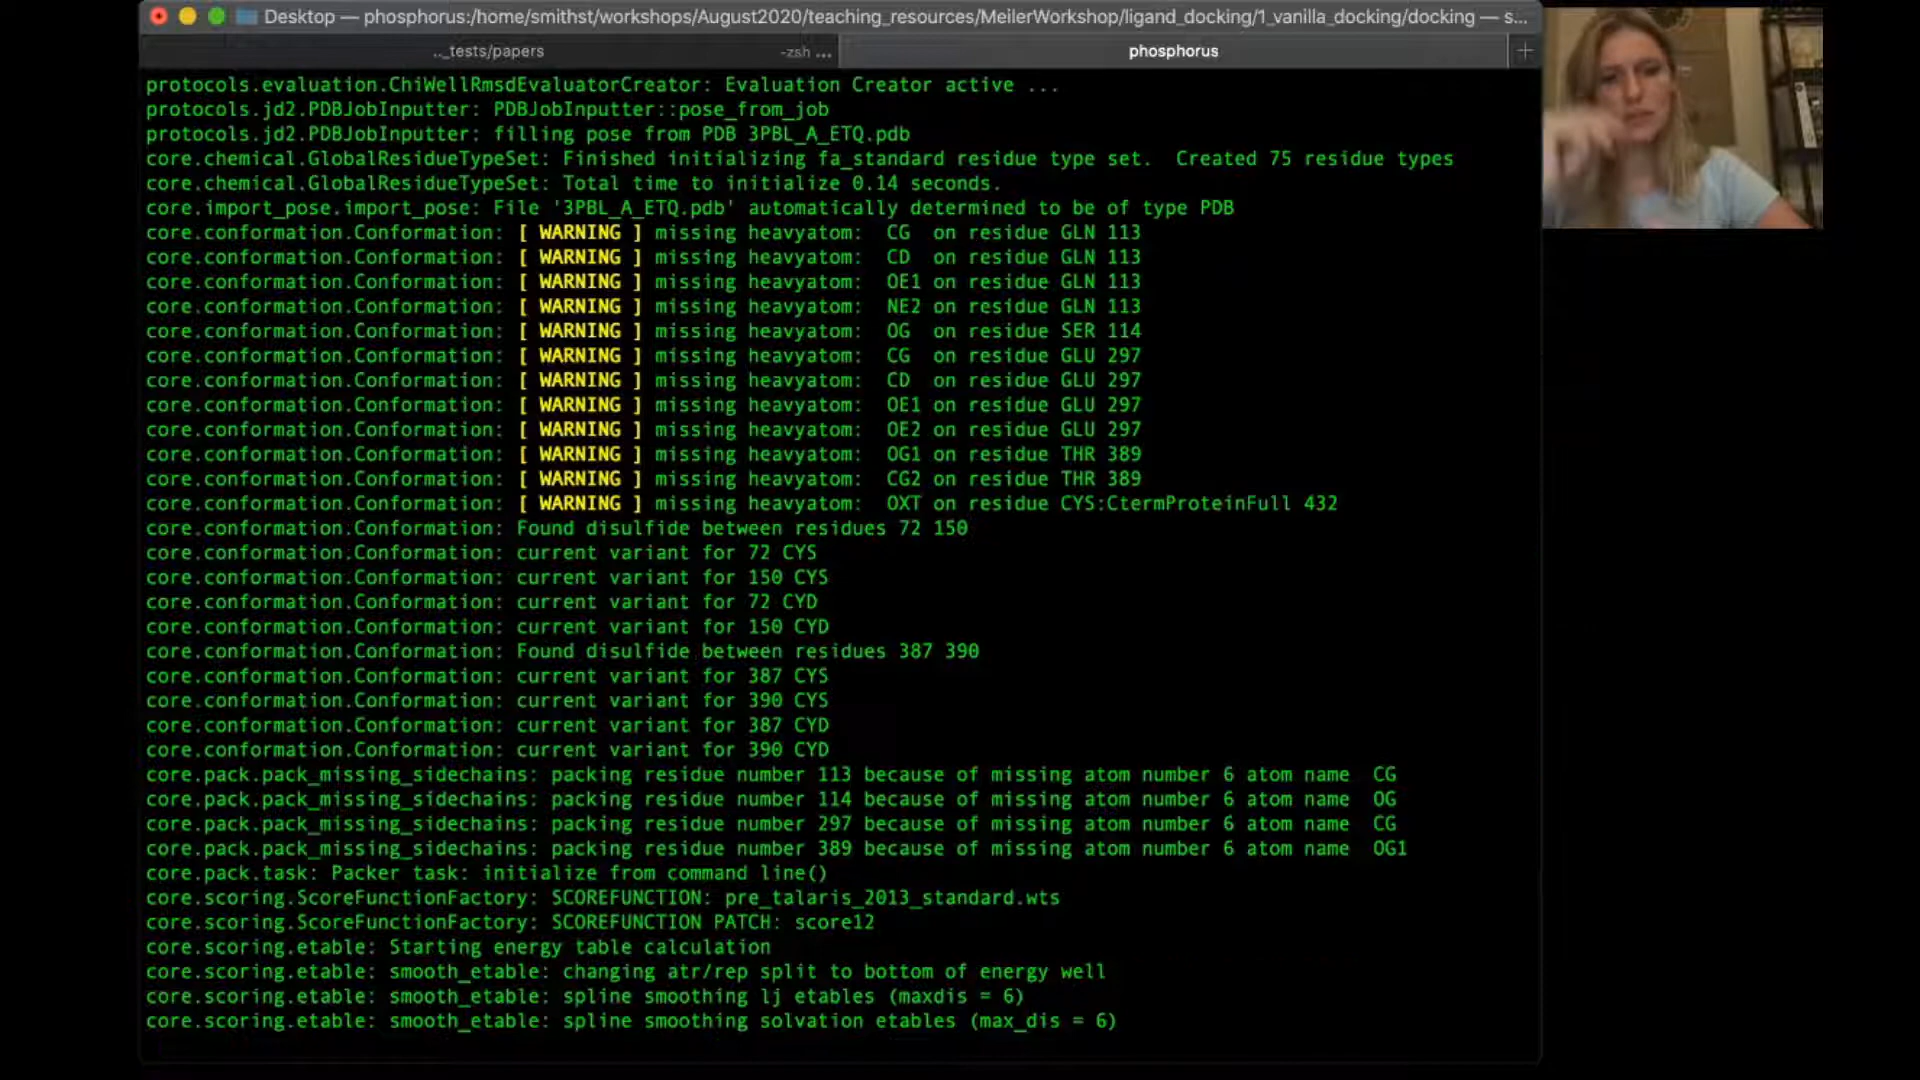 Desktop — phosphorus:/home/smithst/workshops/August2020/teaching_resources/MeilerWorkshop/ligand_docking/1_vanilla_docking/docking — s...
.._tests/papers -zsh ... phosphorus +
protocols.evaluation.ChiWellRmsdEvaluatorCreator: Evaluation Creator active ...
protocols.jd2.PDBJobInputter: PDBJobInputter::pose_from_job
protocols.jd2.PDBJobInputter: filling pose from PDB 3PBL_A_ETQ.pdb
core.chemical.GlobalResidueTypeSet: Finished initializing fa_standard residue type set.  Created 75 residue types
core.chemical.GlobalResidueTypeSet: Total time to initialize 0.14 seconds.
core.import_pose.import_pose: File '3PBL_A_ETQ.pdb' automatically determined to be of type PDB
core.conformation.Conformation: [ WARNING ] missing heavyatom:  CG  on residue GLN 113
core.conformation.Conformation: [ WARNING ] missing heavyatom:  CD  on residue GLN 113
core.conformation.Conformation: [ WARNING ] missing heavyatom:  OE1 on residue GLN 113
core.conformation.Conformation: [ WARNING ] missing heavyatom:  NE2 on residue GLN 113
core.conformation.Conformation: [ WARNING ] missing heavyatom:  OG  on residue SER 114
core.conformation.Conformation: [ WARNING ] missing heavyatom:  CG  on residue GLU 297
core.conformation.Conformation: [ WARNING ] missing heavyatom:  CD  on residue GLU 297
core.conformation.Conformation: [ WARNING ] missing heavyatom:  OE1 on residue GLU 297
core.conformation.Conformation: [ WARNING ] missing heavyatom:  OE2 on residue GLU 297
core.conformation.Conformation: [ WARNING ] missing heavyatom:  OG1 on residue THR 389
core.conformation.Conformation: [ WARNING ] missing heavyatom:  CG2 on residue THR 389
core.conformation.Conformation: [ WARNING ] missing heavyatom:  OXT on residue CYS:CtermProteinFull 432
core.conformation.Conformation: Found disulfide between residues 72 150
core.conformation.Conformation: current variant for 72 CYS
core.conformation.Conformation: current variant for 150 CYS
core.conformation.Conformation: current variant for 72 CYD
core.conformation.Conformation: current variant for 150 CYD
core.conformation.Conformation: Found disulfide between residues 387 390
core.conformation.Conformation: current variant for 387 CYS
core.conformation.Conformation: current variant for 390 CYS
core.conformation.Conformation: current variant for 387 CYD
core.conformation.Conformation: current variant for 390 CYD
core.pack.pack_missing_sidechains: packing residue number 113 because of missing atom number 6 atom name  CG
core.pack.pack_missing_sidechains: packing residue number 114 because of missing atom number 6 atom name  OG
core.pack.pack_missing_sidechains: packing residue number 297 because of missing atom number 6 atom name  CG
core.pack.pack_missing_sidechains: packing residue number 389 because of missing atom number 6 atom name  OG1
core.pack.task: Packer task: initialize from command line()
core.scoring.ScoreFunctionFactory: SCOREFUNCTION: pre_talaris_2013_standard.wts
core.scoring.ScoreFunctionFactory: SCOREFUNCTION PATCH: score12
core.scoring.etable: Starting energy table calculation
core.scoring.etable: smooth_etable: changing atr/rep split to bottom of energy well
core.scoring.etable: smooth_etable: spline smoothing lj etables (maxdis = 6)
core.scoring.etable: smooth_etable: spline smoothing solvation etables (max_dis = 6)